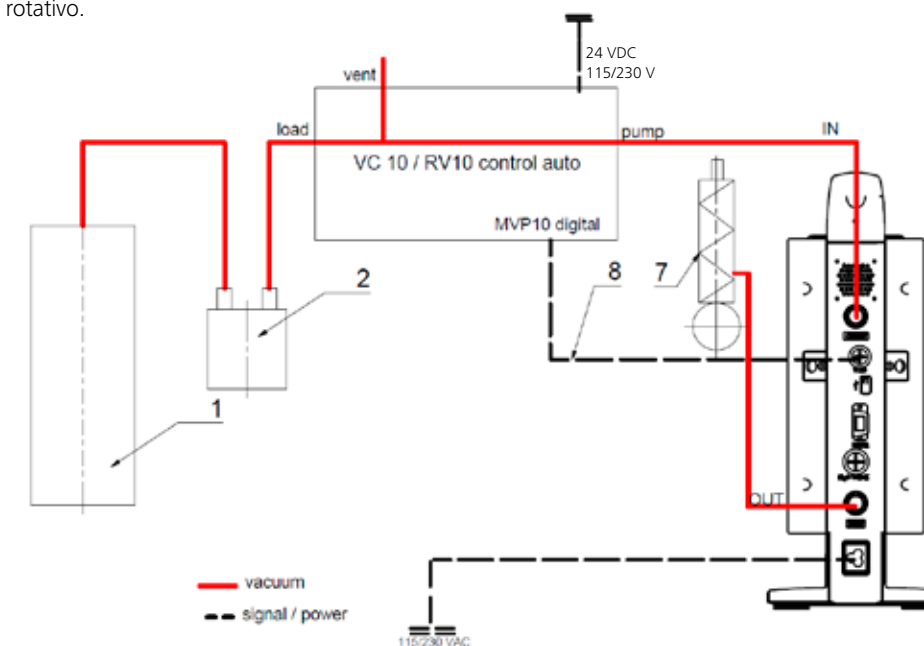 rotativo.
24 VDC
115/230 V
vent
load
pump
IN
VC 10 / RV10 control auto
MVP10 digital
8
7
2
1
OUT
vacuum
signal / power
115/230 VAC